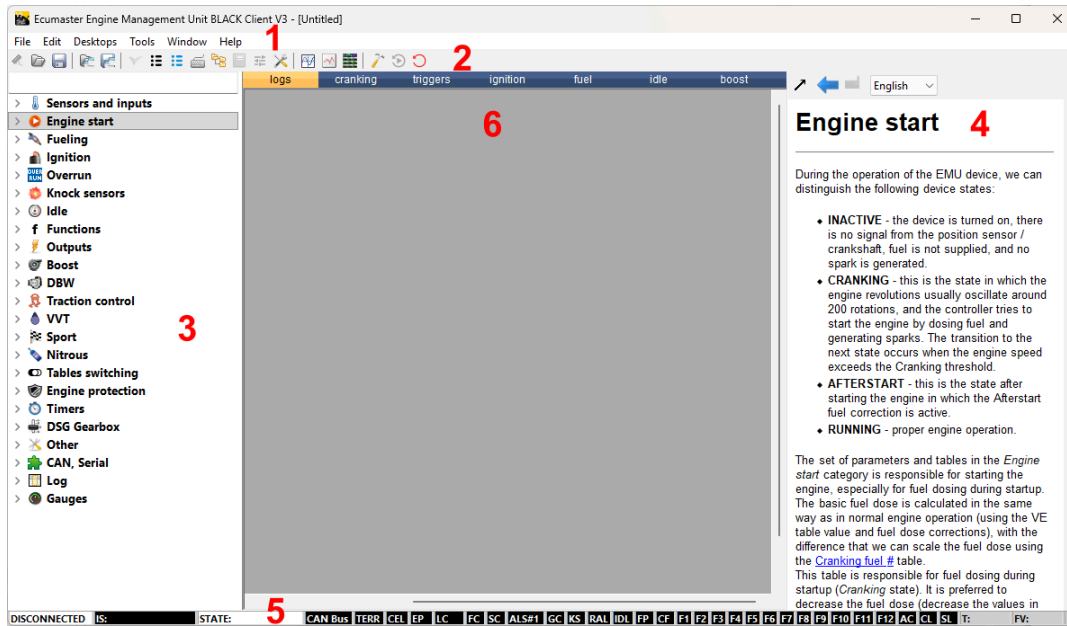 Ecumaster Engine Management Unit BLACK Client V3 - [Untitled]
File Edit Desktops Tools Window Help
1
2
logs cranking triggers ignition fuel idle boost
English
Sensors and inputs
Engine start
Fueling
Ignition
OVER RUN Overrun
Knock sensors
Idle
f Functions
Outputs
Boost
DBW
Traction control
VVT
Sport
Nitrous
Tables switching
Engine protection
Timers
DSG Gearbox
Other
CAN, Serial
Log
Gauges
3
6
Engine start 4
During the operation of the EMU device, we can
distinguish the following device states:
• INACTIVE - the device is turned on, there
is no signal from the position sensor /
crankshaft, fuel is not supplied, and no
spark is generated.
• CRANKING - this is the state in which the
engine revolutions usually oscillate around
200 rotations, and the controller tries to
start the engine by dosing fuel and
generating sparks. The transition to the
next state occurs when the engine speed
exceeds the Cranking threshold.
• AFTERSTART - this is the state after
starting the engine in which the Afterstart
fuel correction is active.
• RUNNING - proper engine operation.
The set of parameters and tables in the Engine
start category is responsible for starting the
engine, especially for fuel dosing during startup.
The basic fuel dose is calculated in the same
way as in normal engine operation (using the VE
table value and fuel dose corrections), with the
difference that we can scale the fuel dose using
the Cranking fuel # table.
This table is responsible for fuel dosing during
startup (Cranking state). It is preferred to
decrease the fuel dose (decrease the values in
5
DISCONNECTED IS: STATE: CAN Bus TERR CEL EP LC FC SC ALS#1 GC KS RAL IDL FP CF F1 F2 F3 F4 F5 F6 F7 F8 F9 F10 F11 F12 AC CL SL T: FV: